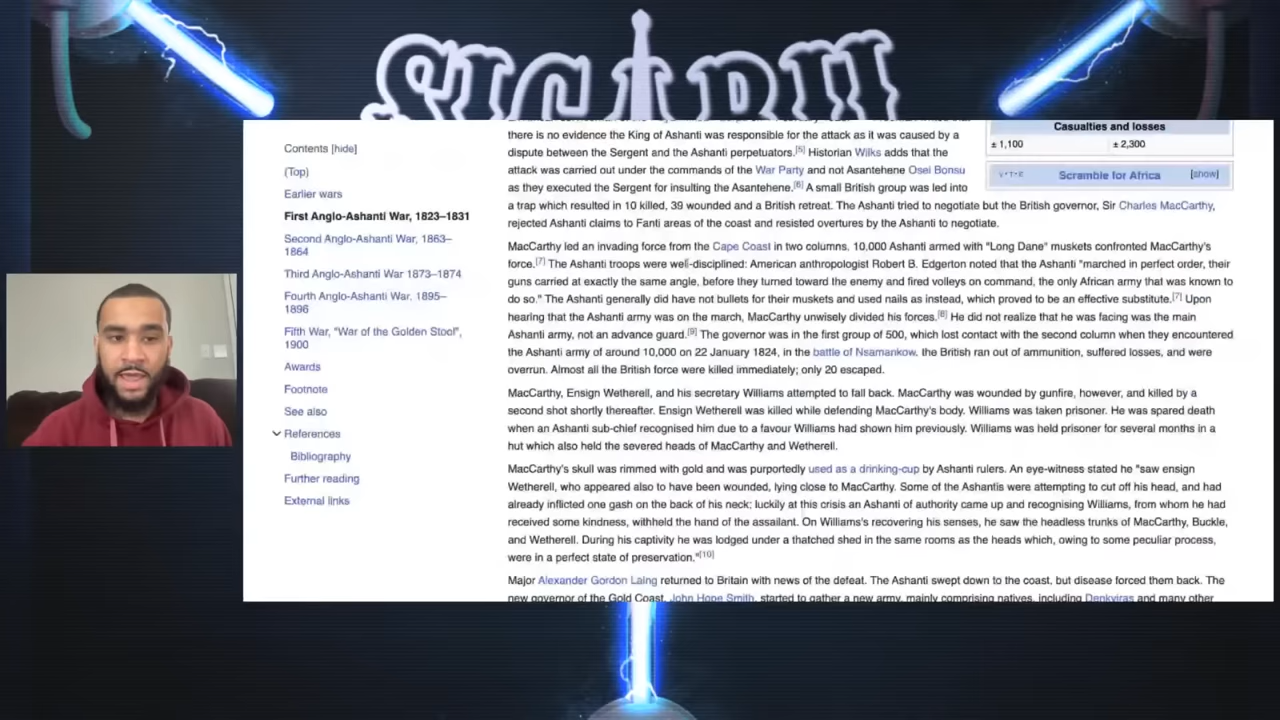 SICARII
Contents [hide]
(Top)
Earlier wars
First Anglo-Ashanti War, 1823–1831
Second Anglo-Ashanti War, 1863–
1864
Third Anglo-Ashanti War 1873–1874
Fourth Anglo-Ashanti War, 1895–
1896
Fifth War, "War of the Golden Stool",
1900
Awards
Footnote
See also
References
Bibliography
Further reading
External links
there is no evidence the King of Ashanti was responsible for the attack as it was caused by a
dispute between the Sergent and the Ashanti perpetuators.[5] Historian Wilks adds that the
attack was carried out under the commands of the War Party and not Asantehene Osei Bonsu
as they executed the Sergent for insulting the Asantehene.[6] A small British group was led into
a trap which resulted in 10 killed, 39 wounded and a British retreat. The Ashanti tried to negotiate but the British governor, Sir Charles MacCarthy,
rejected Ashanti claims to Fanti areas of the coast and resisted overtures by the Ashanti to negotiate.
MacCarthy led an invading force from the Cape Coast in two columns. 10,000 Ashanti armed with "Long Dane" muskets confronted MacCarthy's
force.[7] The Ashanti troops were well-disciplined: American anthropologist Robert B. Edgerton noted that the Ashanti "marched in perfect order, their
guns carried at exactly the same angle, before they turned toward the enemy and fired volleys on command, the only African army that was known to
do so." The Ashanti generally did have not bullets for their muskets and used nails as instead, which proved to be an effective substitute.[7] Upon
hearing that the Ashanti army was on the march, MacCarthy unwisely divided his forces.[8] He did not realize that he was facing was the main
Ashanti army, not an advance guard.[9] The governor was in the first group of 500, which lost contact with the second column when they encountered
the Ashanti army of around 10,000 on 22 January 1824, in the battle of Nsamankow. the British ran out of ammunition, suffered losses, and were
overrun. Almost all the British force were killed immediately; only 20 escaped.
MacCarthy, Ensign Wetherell, and his secretary Williams attempted to fall back. MacCarthy was wounded by gunfire, however, and killed by a
second shot shortly thereafter. Ensign Wetherell was killed while defending MacCarthy's body. Williams was taken prisoner. He was spared death
when an Ashanti sub-chief recognised him due to a favour Williams had shown him previously. Williams was held prisoner for several months in a
hut which also held the severed heads of MacCarthy and Wetherell.
MacCarthy's skull was rimmed with gold and was purportedly used as a drinking-cup by Ashanti rulers. An eye-witness stated he "saw ensign
Wetherell, who appeared also to have been wounded, lying close to MacCarthy. Some of the Ashantis were attempting to cut off his head, and had
already inflicted one gash on the back of his neck; luckily at this crisis an Ashanti of authority came up and recognising Williams, from whom he had
received some kindness, withheld the hand of the assailant. On Williams's recovering his senses, he saw the headless trunks of MacCarthy, Buckle,
and Wetherell. During his captivity he was lodged under a thatched shed in the same rooms as the heads which, owing to some peculiar process,
were in a perfect state of preservation."[10]
Major Alexander Gordon Laing returned to Britain with news of the defeat. The Ashanti swept down to the coast, but disease forced them back. The
new governor of the Gold Coast, John Hope Smith, started to gather a new army, mainly comprising natives, including Denkyiras and many other
Casualties and losses
± 1,100 ± 2,300
V·T·E Scramble for Africa [show]